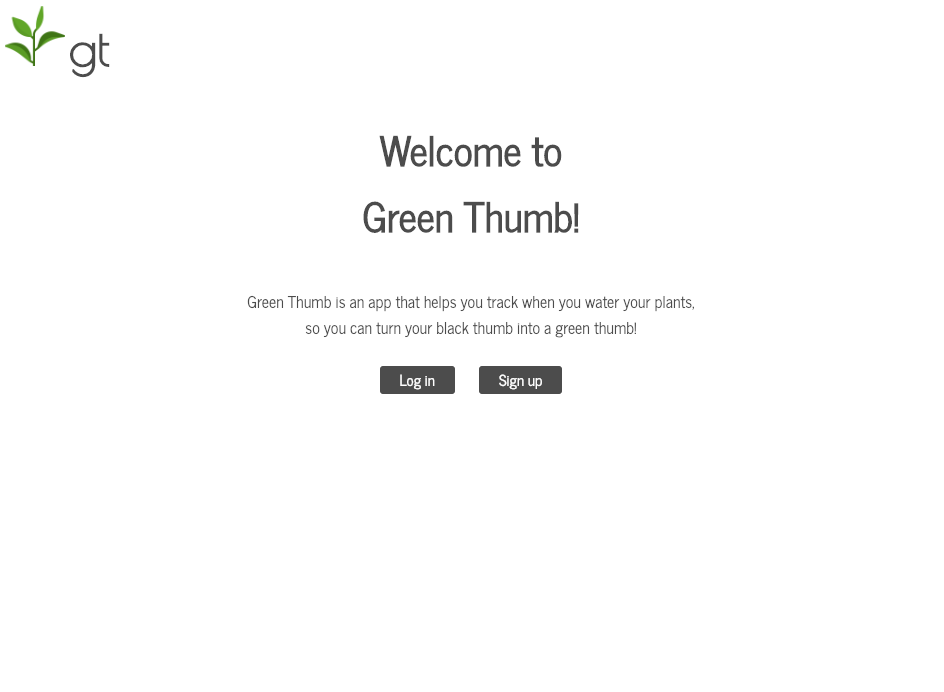 gt
Welcome to
Green Thumb!
Green Thumb is an app that helps you track when you water your plants,
so you can turn your black thumb into a green thumb!
Log in
Sign up